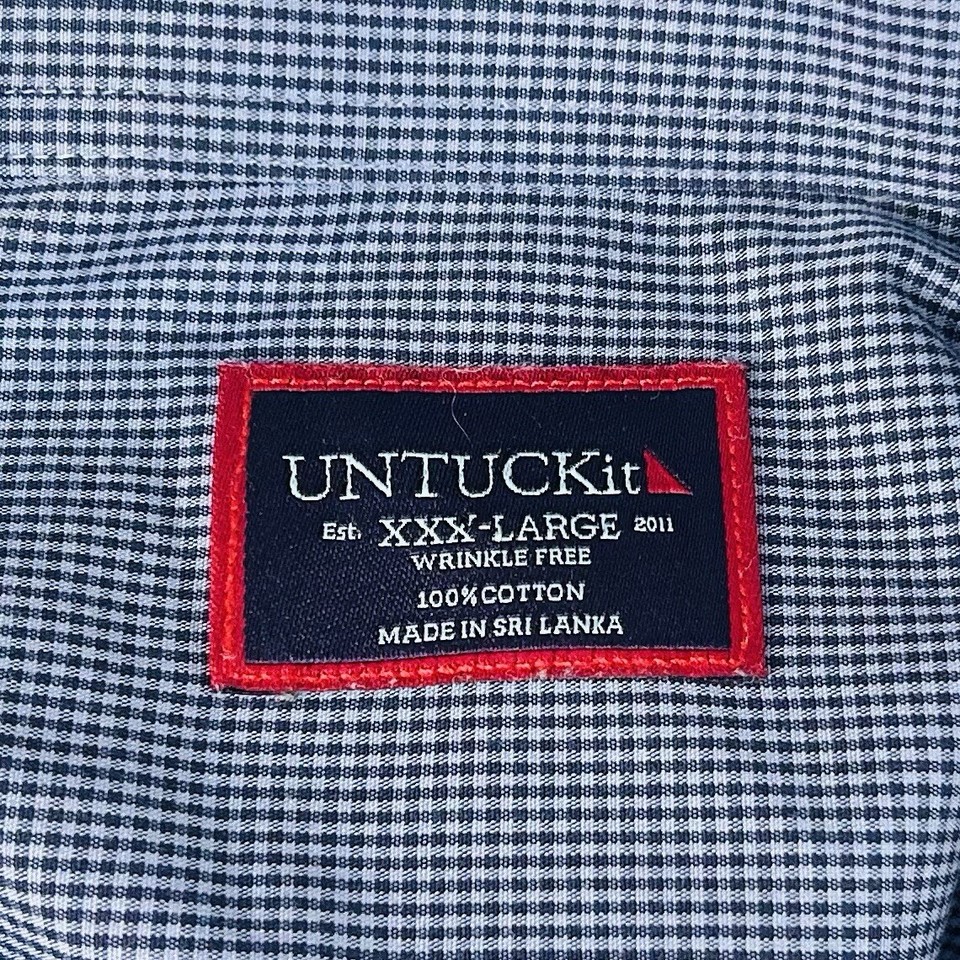 UNTUCKit
Est. XXX-LARGE 2011
WRINKLE FREE
100% COTTON
MADE IN SRI LANKA